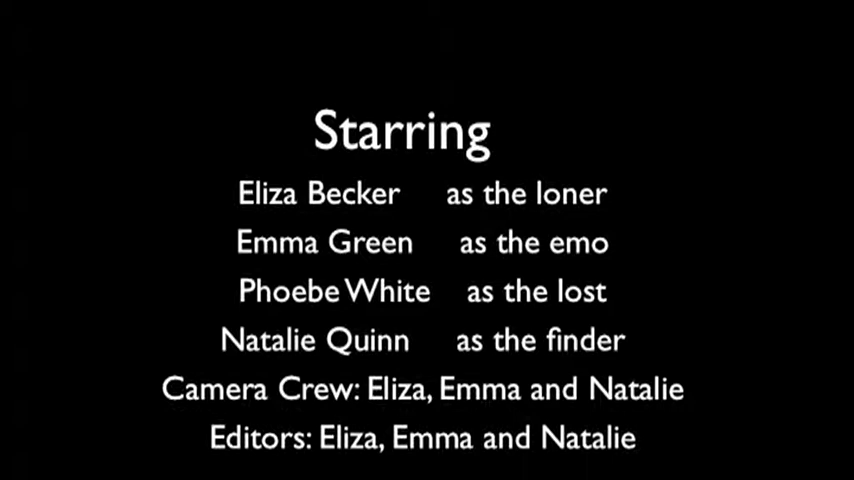 Starring
Eliza Becker as the loner
Emma Green as the emo
Phoebe White as the lost
Natalie Quinn as the finder
Camera Crew: Eliza, Emma and Natalie
Editors: Eliza, Emma and Natalie